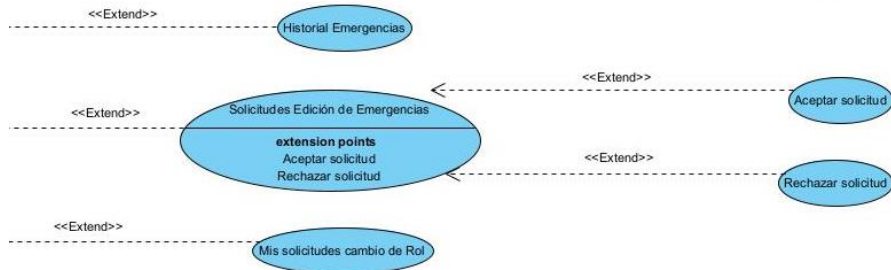 <<Extend>>
Historial Emergencias
<<Extend>>
Aceptar solicitud
<<Extend>>
Solicitudes Edición de Emergencias
extension points
Aceptar solicitud
Rechazar solicitud
<<Extend>>
Rechazar solicitud
<<Extend>>
Mis solicitudes cambio de Rol